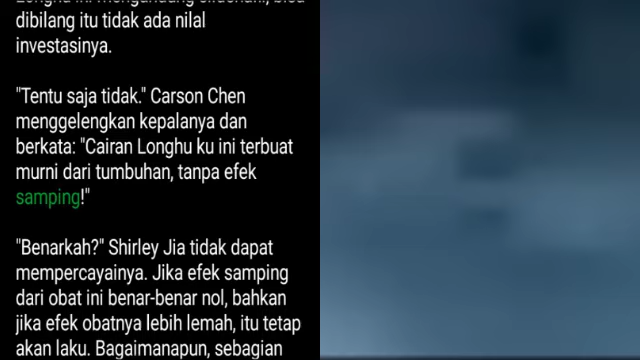 dibilang itu tidak ada nilal
investasinya.
"Tentu saja tidak." Carson Chen
menggelengkan kepalanya dan
berkata: "Cairan Longhu ku ini terbuat
murni dari tumbuhan, tanpa efek
samping!"
"Benarkah?" Shirley Jia tidak dapat
mempercayainya. Jika efek samping
dari obat ini benar-benar nol, bahkan
jika efek obatnya lebih lemah, itu tetap
akan laku. Bagaimanapun, sebagian